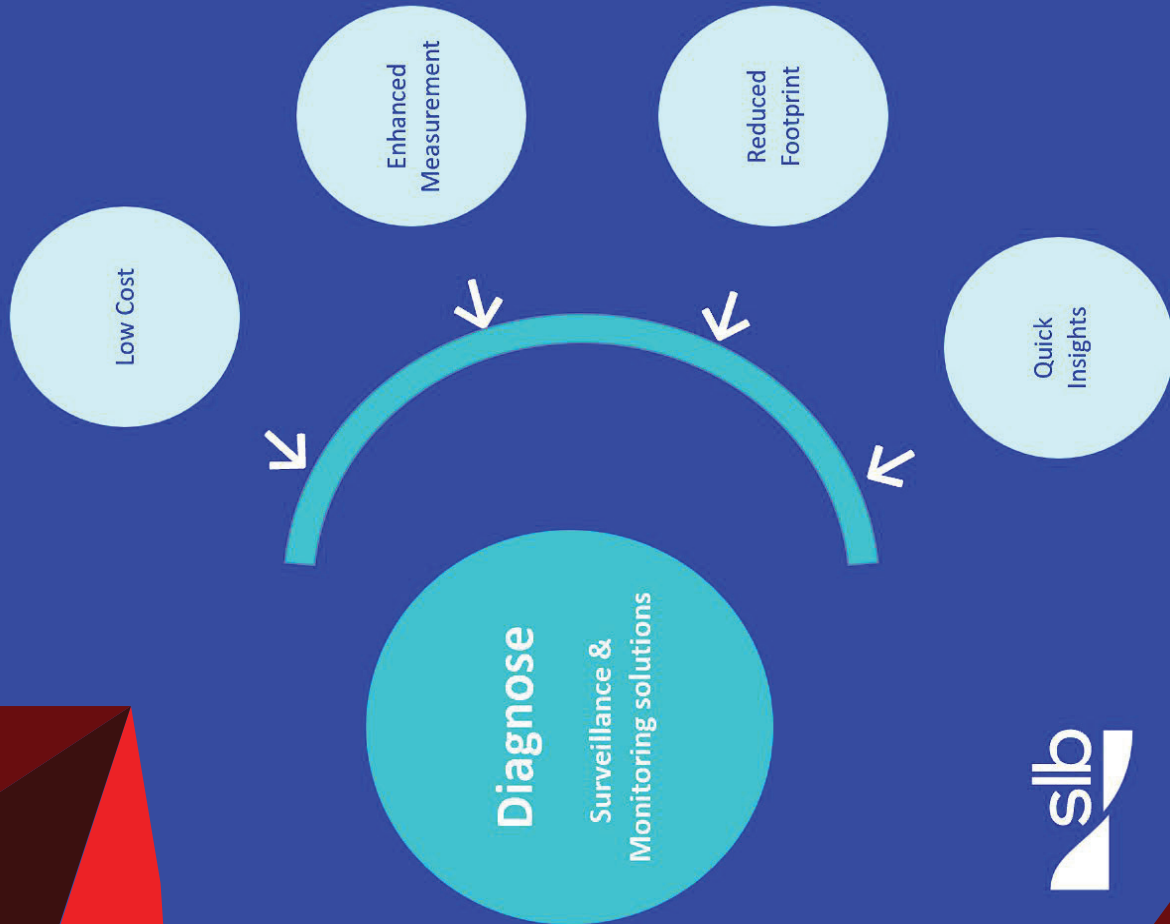 Diagnose
Surveillance &
Monitoring solutions
Low Cost
Enhanced
Measurement
Reduced
Footprint
Quick
Insights
slb